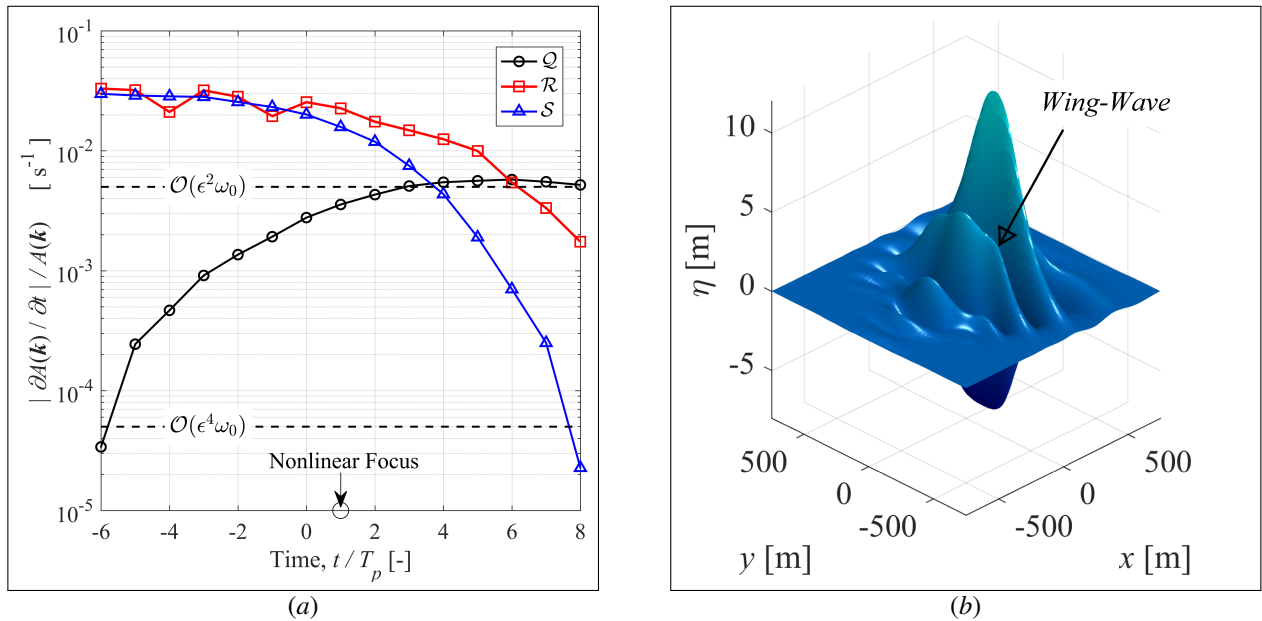 | ∂A(k) / ∂t | / A(k)   [ s⁻¹ ]
10⁻¹
10⁻²
10⁻³
10⁻⁴
10⁻⁵
𝒬
ℛ
𝒮
𝒪(ϵ²ω₀)
𝒪(ϵ⁴ω₀)
Nonlinear Focus
-6 -4 -2 0 2 4 6 8
Time, t / Tₚ [-]
(a)
Wing-Wave
η [m]
10
5
0
-5
500
0
-500
y [m]
-500
0
500
x [m]
(b)